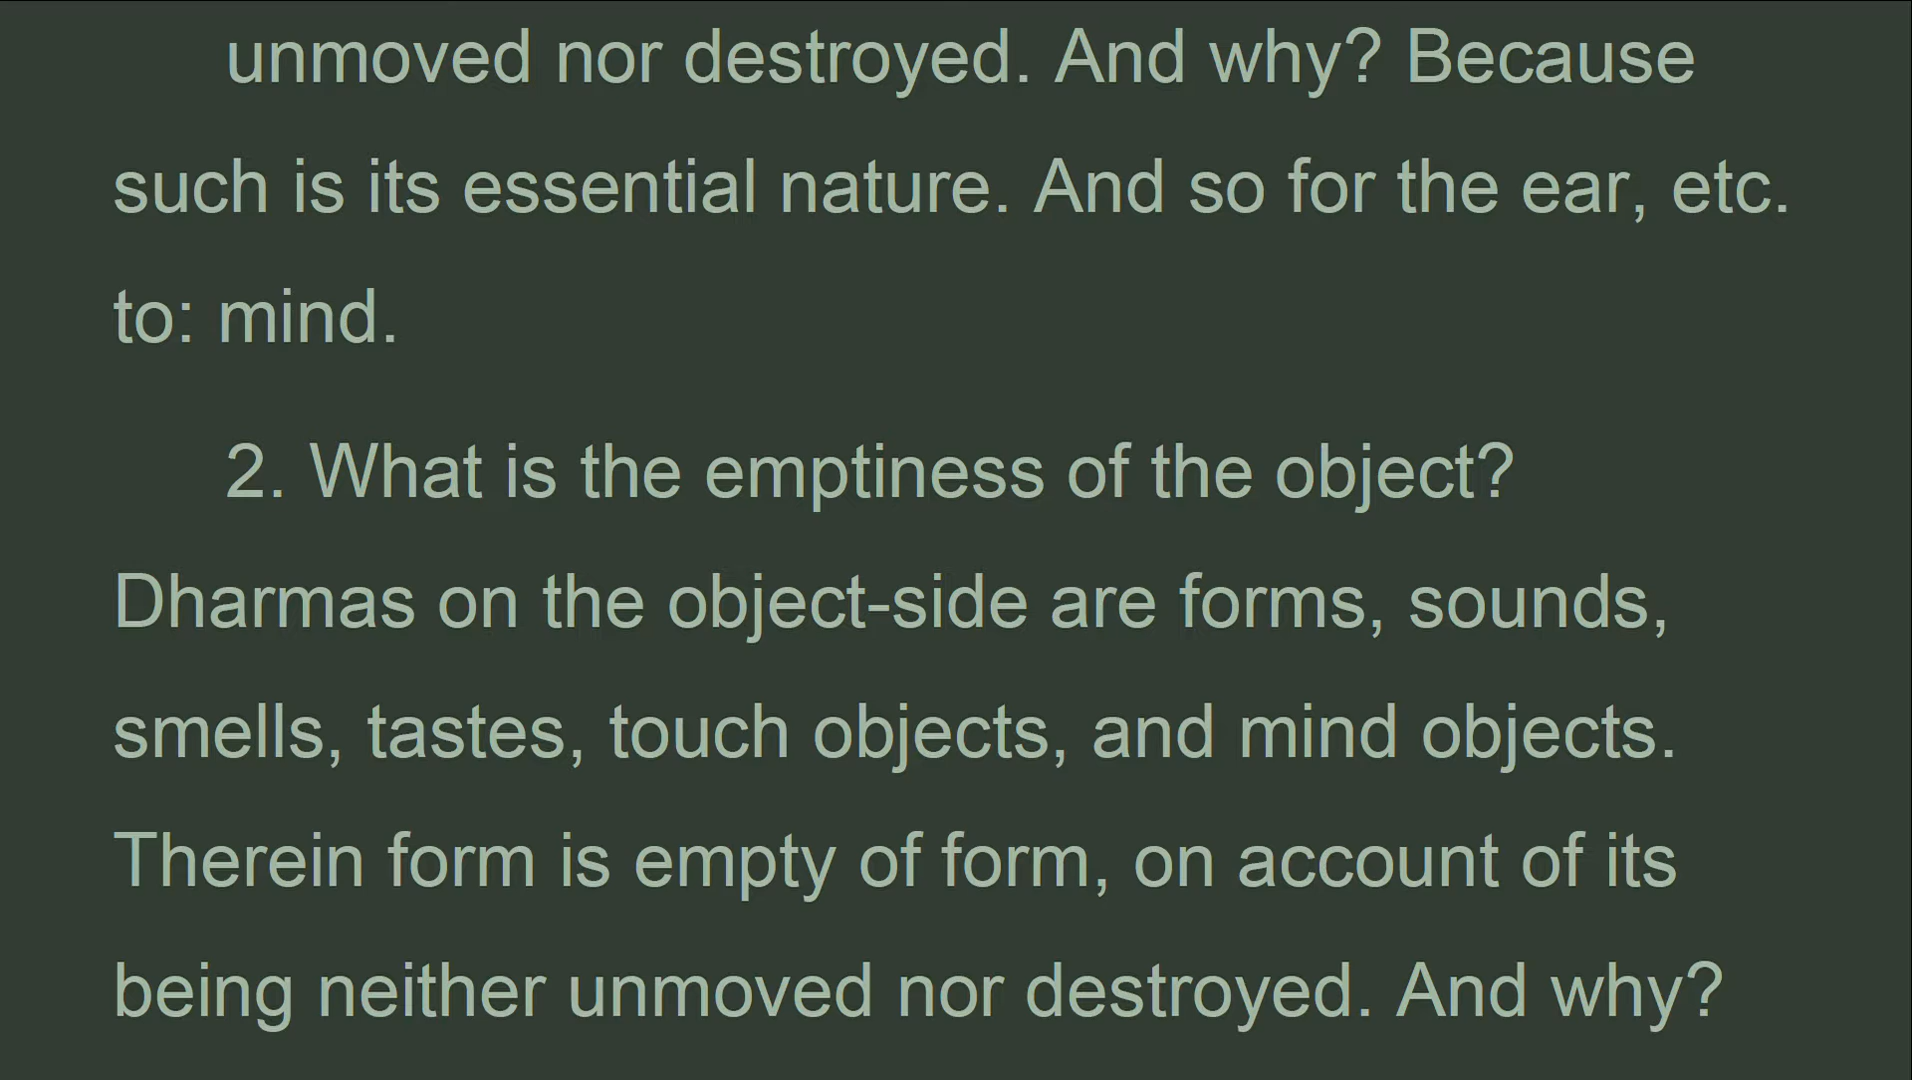 unmoved nor destroyed. And why? Because
such is its essential nature. And so for the ear, etc.
to: mind.
2. What is the emptiness of the object?
Dharmas on the object-side are forms, sounds,
smells, tastes, touch objects, and mind objects.
Therein form is empty of form, on account of its
being neither unmoved nor destroyed. And why?